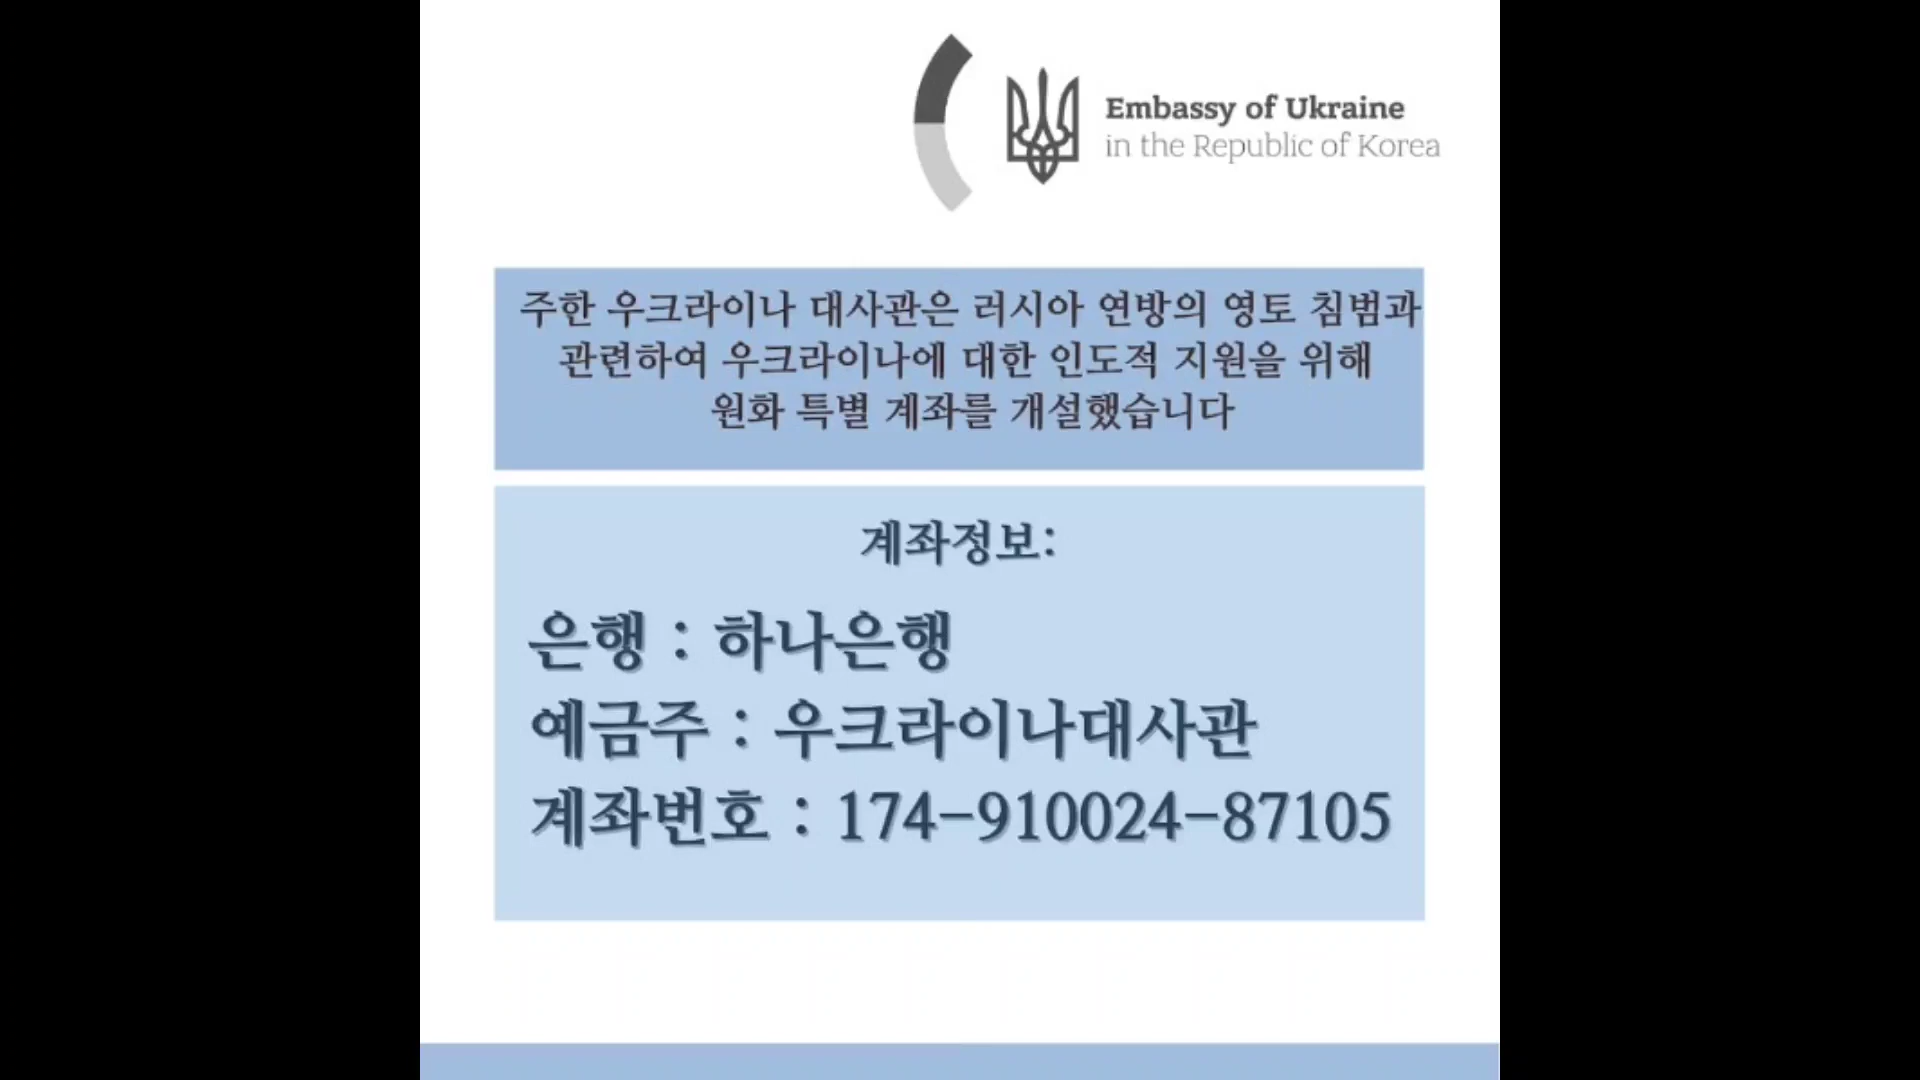 Embassy of Ukraine
in the Republic of Korea
주한 우크라이나 대사관은 러시아 연방의 영토 침범과
관련하여 우크라이나에 대한 인도적 지원을 위해
원화 특별 계좌를 개설했습니다
계좌정보:
은행 : 하나은행
예금주 : 우크라이나대사관
계좌번호 : 174-910024-87105